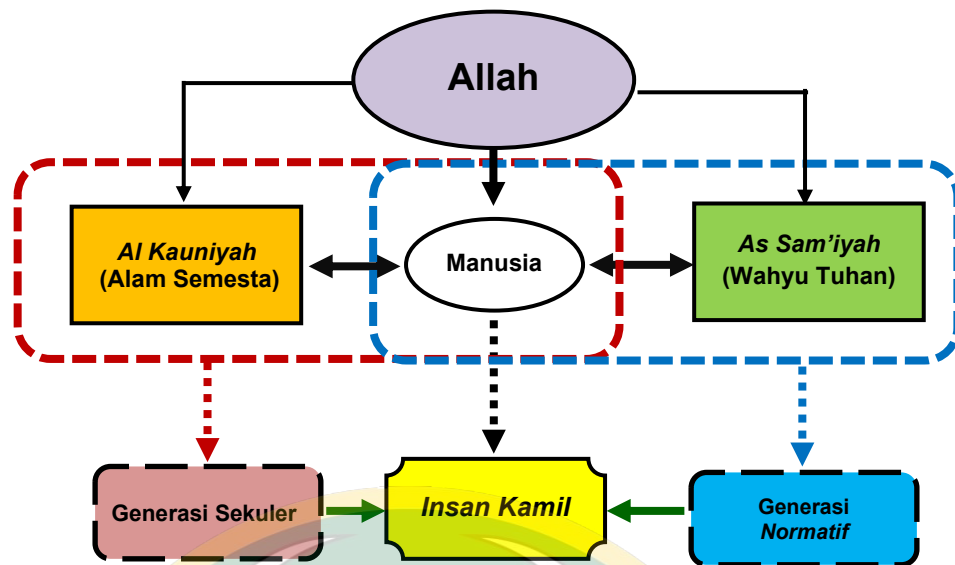 Allah
Al Kauniyah
(Alam Semesta)
Manusia
As Sam’iyah
(Wahyu Tuhan)
Generasi Sekuler
Insan Kamil
Generasi
Normatif